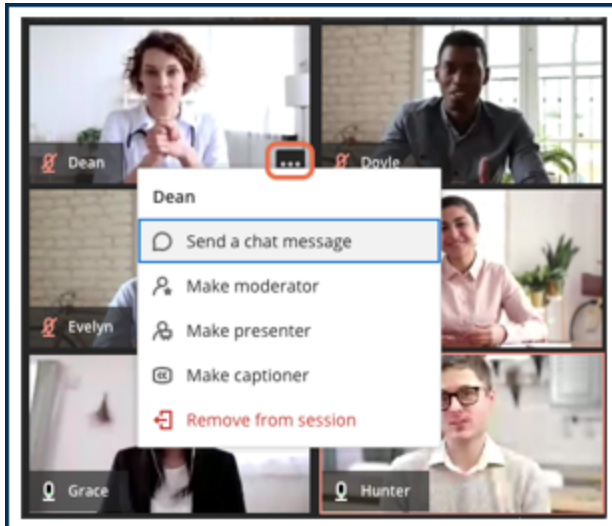 Dean
Doyle
Dean
Send a chat message
Make moderator
Evelyn
Make presenter
Make captioner
Remove from session
Grace
Hunter